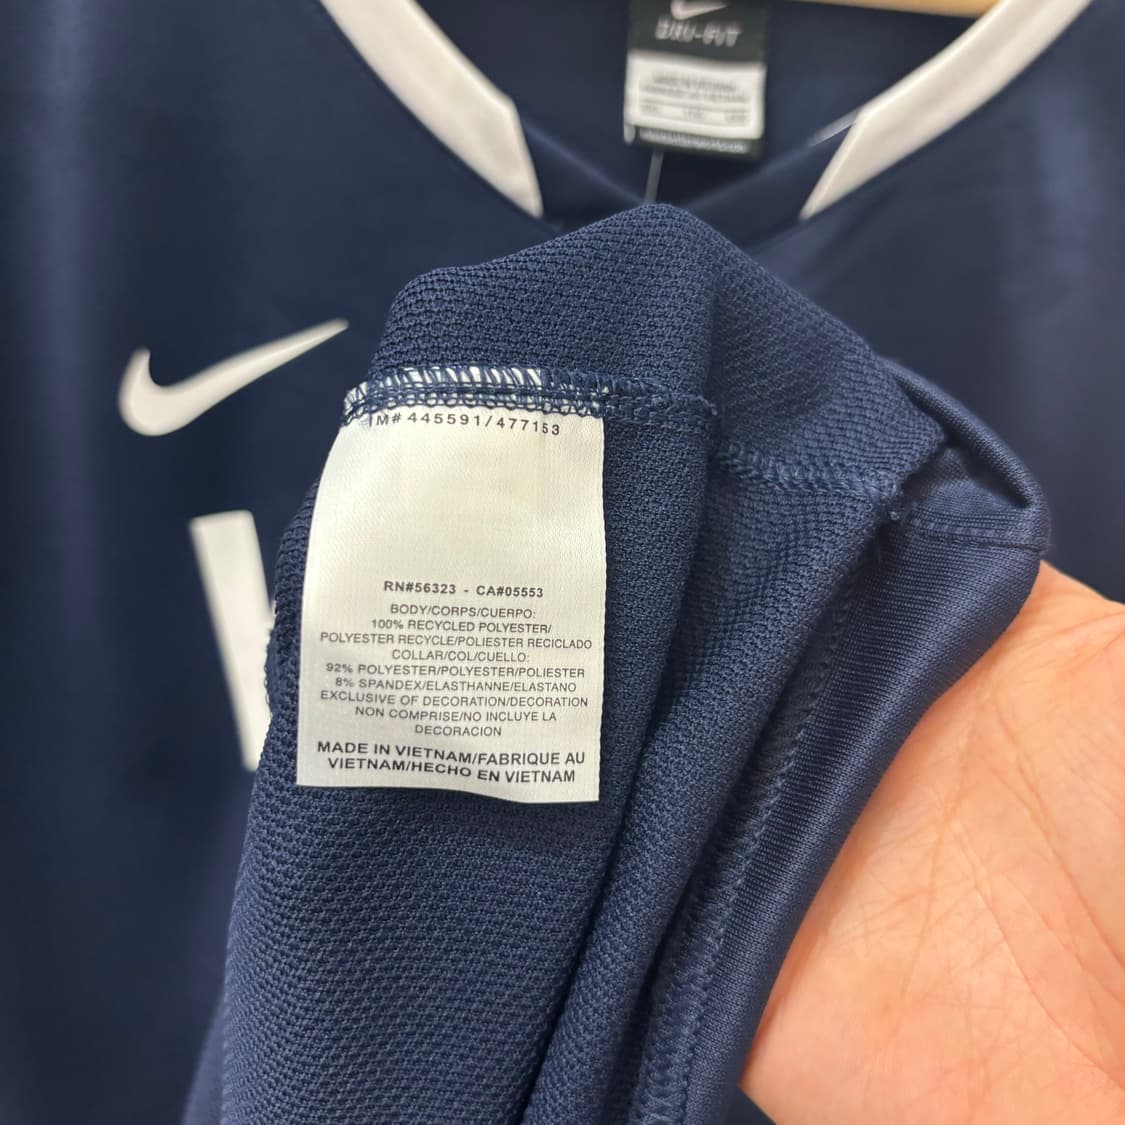 DRI-FIT
M# 445591/477153
RN#56323 - CA#05553
BODY/CORPS/CUERPO:
100% RECYCLED POLYESTER/
POLYESTER RECYCLE/POLIESTER RECICLADO
COLLAR/COL/CUELLO:
92% POLYESTER/POLYESTER/POLIESTER
8% SPANDEX/ELASTHANNE/ELASTANO
EXCLUSIVE OF DECORATION/DECORATION
NON COMPRISE/NO INCLUYE LA
DECORACION
MADE IN VIETNAM/FABRIQUE AU
VIETNAM/HECHO EN VIETNAM